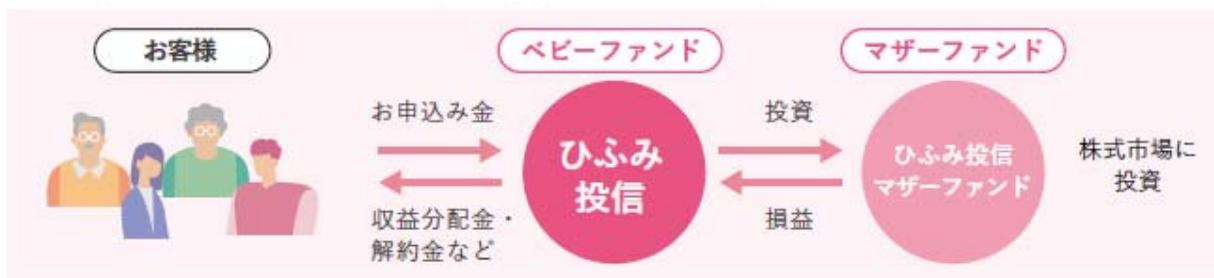 お客様
ベビーファンド
マザーファンド
お申込み金
収益分配金・
解約金など
ひふみ
投信
投資
損益
ひふみ投信
マザーファンド
株式市場に
投資